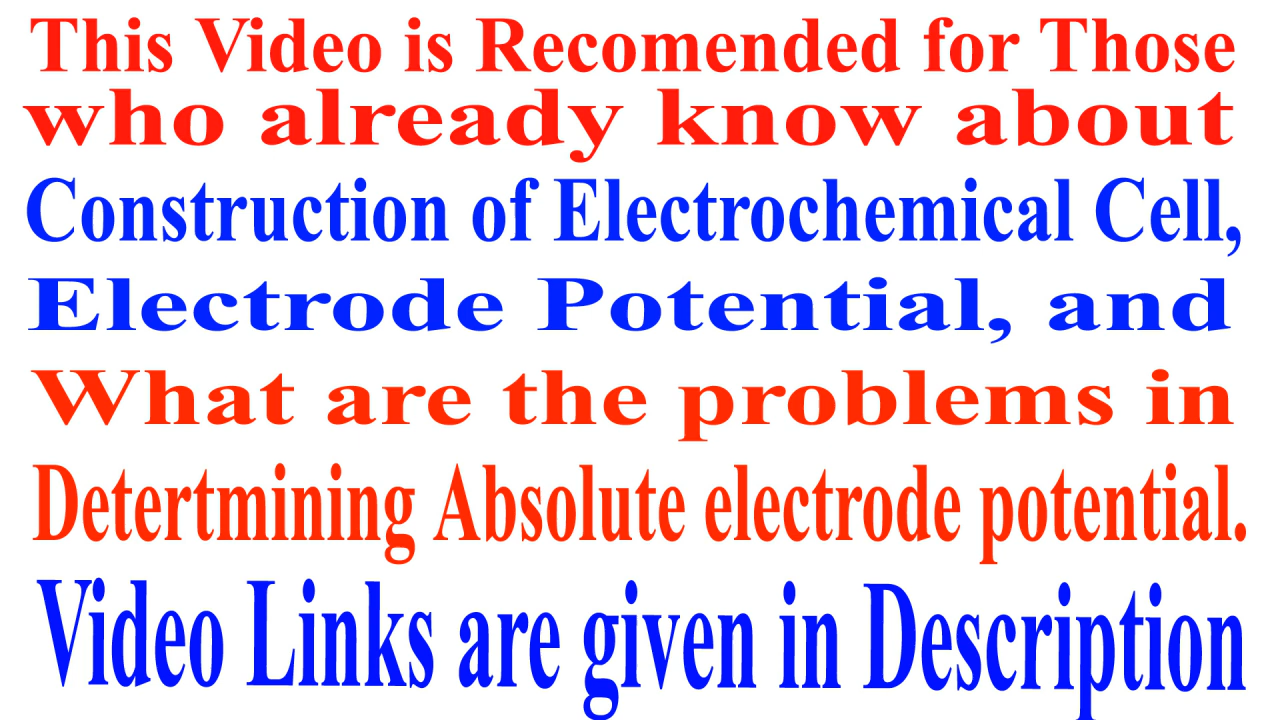 This Video is Recomended for Those
who already know about
Construction of Electrochemical Cell,
Electrode Potential, and
What are the problems in
Detertmining Absolute electrode potential.
Video Links are given in Description